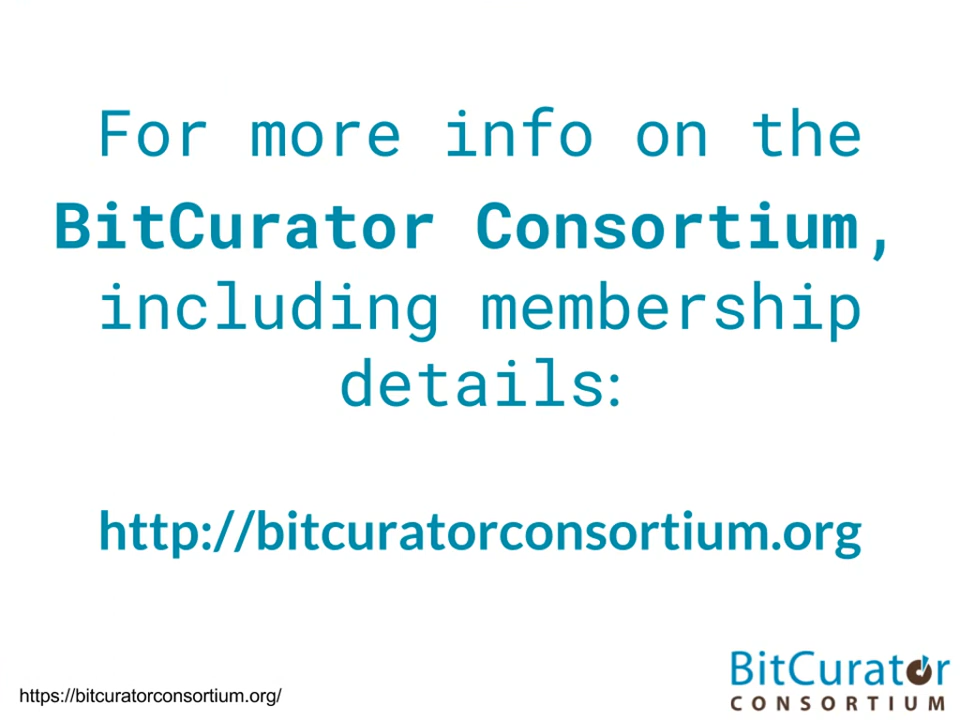 For more info on the
BitCurator Consortium,
including membership
details:
http://bitcuratorconsortium.org
https://bitcuratorconsortium.org/
BitCurator
CONSORTIUM